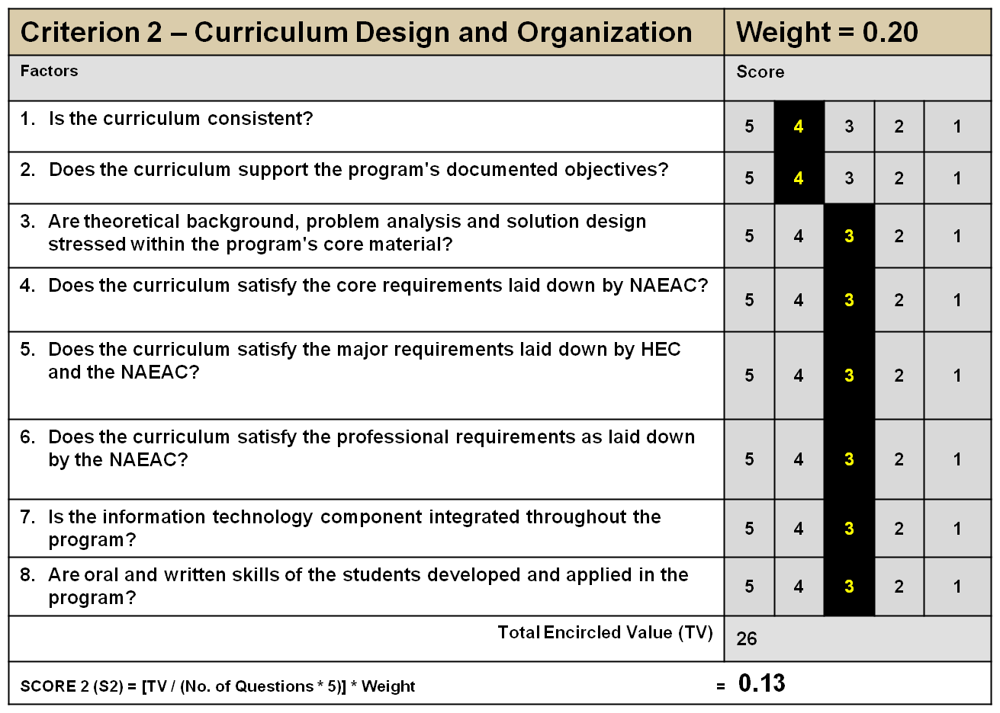 Criterion 2 – Curriculum Design and Organization Weight = 0.20
Factors Score
1. Is the curriculum consistent? 5 4 3 2 1
2. Does the curriculum support the program's documented objectives? 5 4 3 2 1
3. Are theoretical background, problem analysis and solution design
stressed within the program's core material? 5 4 3 2 1
4. Does the curriculum satisfy the core requirements laid down by NAEAC? 5 4 3 2 1
5. Does the curriculum satisfy the major requirements laid down by HEC
and the NAEAC? 5 4 3 2 1
6. Does the curriculum satisfy the professional requirements as laid down
by the NAEAC? 5 4 3 2 1
7. Is the information technology component integrated throughout the
program? 5 4 3 2 1
8. Are oral and written skills of the students developed and applied in the
program? 5 4 3 2 1
Total Encircled Value (TV) 26
SCORE 2 (S2) = [TV / (No. of Questions * 5)] * Weight = 0.13